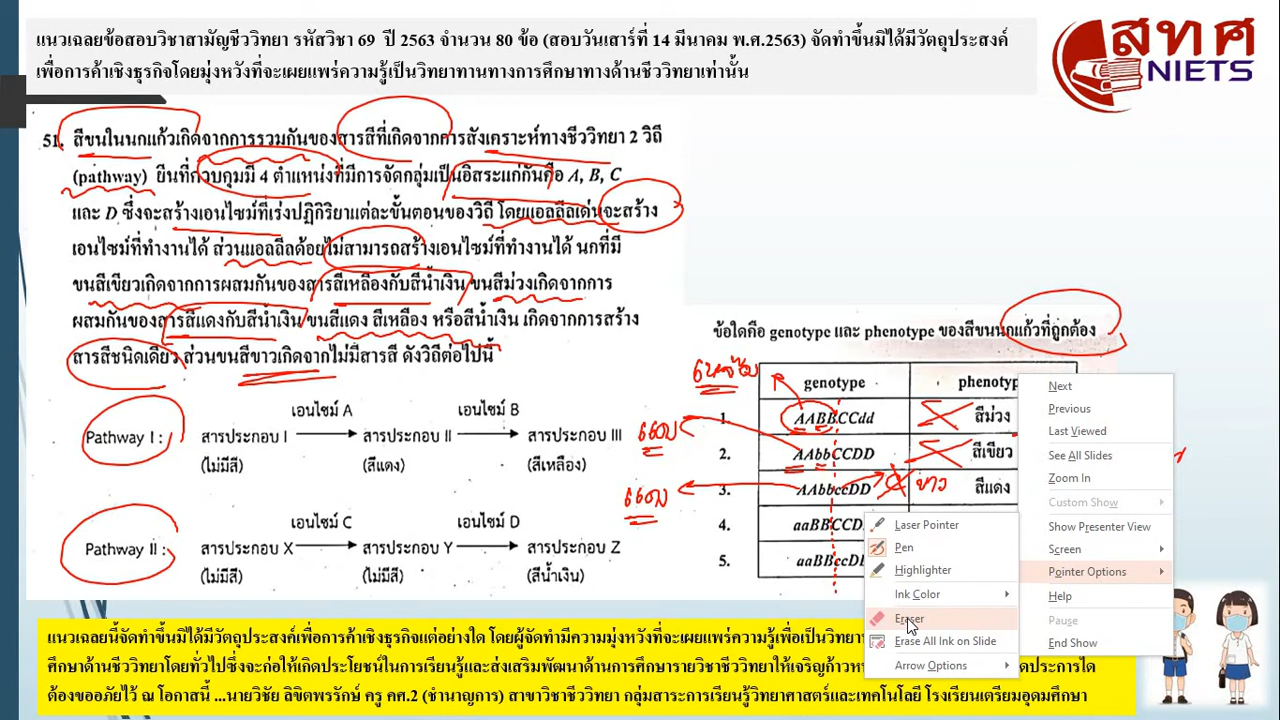 แนวเฉลยข้อสอบวิชาสามัญชีววิทยา รหัสวิชา 69 ปี 2563 จำนวน 80 ข้อ (สอบวันเสาร์ที่ 14 มีนาคม พ.ศ.2563) จัดทำขึ้นมิได้มีวัตถุประสงค์
เพื่อการค้าเชิงธุรกิจโดยมุ่งหวังที่จะเผยแพร่ความรู้เป็นวิทยาทานทางการศึกษาทางด้านชีววิทยาเท่านั้น
สทศ
NIETS
51. สีขนในนกแก้วเกิดจากการรวมกันของสารสีที่เกิดจากการสังเคราะห์ทางชีววิทยา 2 วิถี
(pathway) ยีนที่ควบคุมมี 4 ตำแหน่งที่มีการจัดกลุ่มเป็นอิสระแก่กันคือ A, B, C
และ D ซึ่งจะสร้างเอนไซม์ที่เร่งปฏิกิริยาแต่ละขั้นตอนของวิถี โดยแอลลีลเด่นจะสร้าง
เอนไซม์ที่ทำงานได้ ส่วนแอลลีลด้อยไม่สามารถสร้างเอนไซม์ที่ทำงานได้ นกที่มี
ขนสีเขียวเกิดจากการผสมกันของสารสีเหลืองกับสีน้ำเงิน ขนสีม่วงเกิดจากการ
ผสมกันของสารสีแดงกับสีน้ำเงิน ขนสีแดง สีเหลือง หรือสีน้ำเงิน เกิดจากการสร้าง
สารสีชนิดเดียว ส่วนขนสีขาวเกิดจากไม่มีสารสี ดังวิถีต่อไปนี้
เอนไซม์ A เอนไซม์ B
Pathway I : สารประกอบ I สารประกอบ II สารประกอบ III
(ไม่มีสี) (สีแดง) (สีเหลือง)
เอนไซม์ C เอนไซม์ D
Pathway II : สารประกอบ X สารประกอบ Y สารประกอบ Z
(ไม่มีสี) (ไม่มีสี) (สีน้ำเงิน)
ข้อใดคือ genotype และ phenotype ของสีขนนกแก้วที่ถูกต้อง
genotype phenotyp
1. AABBCCdd สีม่วง
แดง
2. AAbbCCDD สีเขียว
3. AAbbccDD ขาว สีแดง
แดง
4. aaBBCCD
5. aaBBccD
Next
Previous
Last Viewed
See All Slides
Zoom In
Custom Show
Show Presenter View
Screen
Pointer Options
Help
Pause
End Show
Laser Pointer
Pen
Highlighter
Ink Color
Eraser
Erase All Ink on Slide
Arrow Options
แนวเฉลยนี้จัดทำขึ้นมิได้มีวัตถุประสงค์เพื่อการค้าแต่อย่างใด โดยผู้จัดทำมีความมุ่งหวังที่จะเผยแพร่ความรู้เพื่อเป็นวิทยา
ศึกษาด้านชีววิทยาโดยทั่วไปซึ่งจะก่อให้เกิดประโยชน์ในการเรียนรู้และส่งเสริมพัฒนาด้านการศึกษารายวิชาชีววิทยาให้เจริญก้าวห ประการใด
ต้องขออภัยไว้ ณ โอกาสนี้ ...นายวิชัย ลิขิตพรรักษ์ ครู คศ.2 (ชำนาญการ) สาขาวิชาชีววิทยา กลุ่มสาระการเรียนรู้วิทยาศาสตร์และเทคโนโลยี โรงเรียนเตรียมอุดมศึกษา